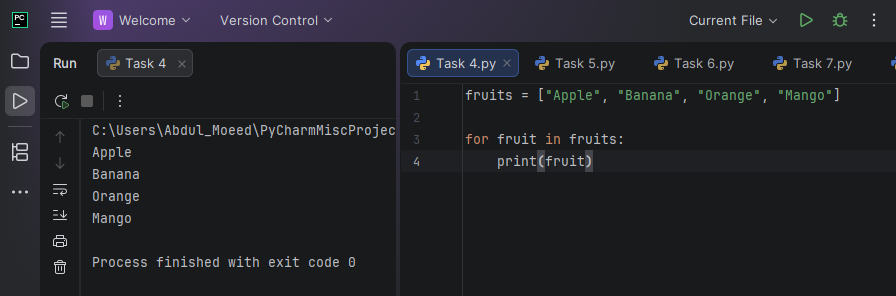 PC
W Welcome
Version Control
Current File
Run
Task 4
Task 4.py
Task 5.py
Task 6.py
Task 7.py
C:\Users\Abdul_Moeed\PyCharmMiscProjec
Apple
Banana
Orange
Mango
Process finished with exit code 0
1 fruits = ["Apple", "Banana", "Orange", "Mango"]
2
3 for fruit in fruits:
4     print(fruit)